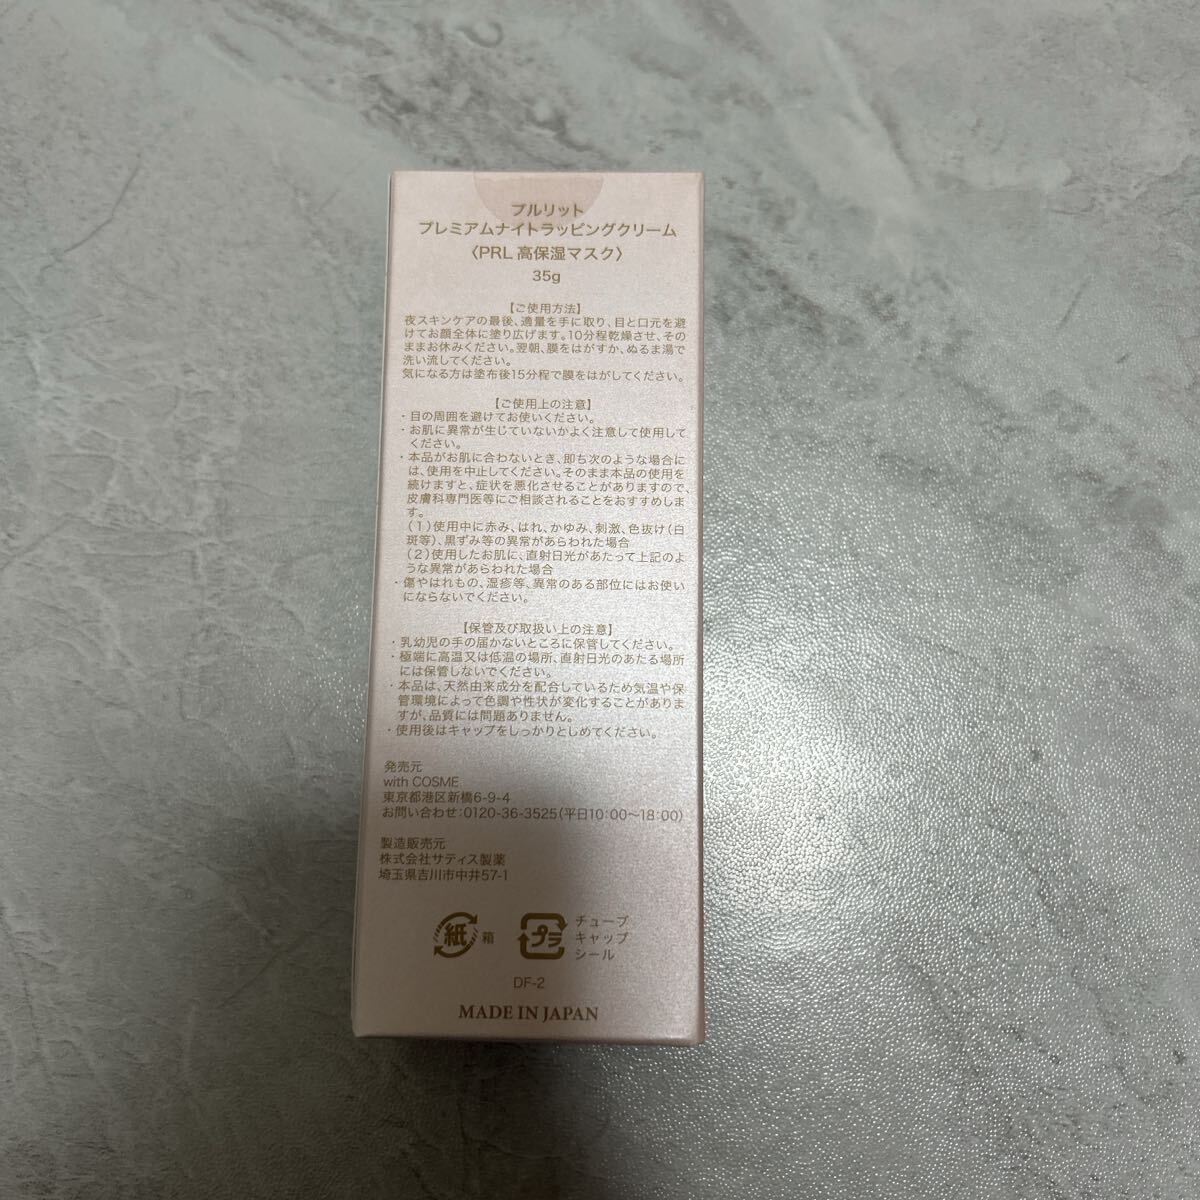 プルリット
プレミアムナイトラッピングクリーム
〈PRL 高保湿マスク〉
35g
【ご使用方法】
夜スキンケアの最後、適量を手に取り、目と口元を避
けてお顔全体に塗り広げます。10分程乾燥させ、その
ままお休みください。翌朝、膜をはがすか、ぬるま湯で
洗い流してください。
気になる方は塗布後15分程で膜をはがしてください。
【ご使用上の注意】
・目の周囲を避けてお使いください。
・お肌に異常が生じていないかよく注意して使用して
ください。
・本品がお肌に合わないとき、即ち次のような場合に
は、使用を中止してください。そのまま本品の使用を
続けますと、症状を悪化させることがありますので、
皮膚科専門医等にご相談されることをおすすめしま
す。
(1)使用中に赤み、はれ、かゆみ、刺激、色抜け(白
斑等)、黒ずみ等の異常があらわれた場合
(2)使用したお肌に、直射日光があたって上記のよ
うな異常があらわれた場合
・傷やはれもの、湿疹等、異常のある部位にはお使い
にならないでください。
【保管及び取扱い上の注意】
・乳幼児の手の届かないところに保管してください。
・極端に高温又は低温の場所、直射日光のあたる場所
には保管しないでください。
・本品は、天然由来成分を配合しているため気温や保
管環境によって色調や性状が変化することがありま
すが、品質には問題ありません。
・使用後はキャップをしっかりとしめてください。
発売元
with COSME
東京都港区新橋6-9-4
お問い合わせ:0120-36-3525(平日10:00〜18:00)
製造販売元
株式会社サティス製薬
埼玉県吉川市中井57-1
紙 箱
プラ チューブ
キャップ
シール
DF-2
MADE IN JAPAN